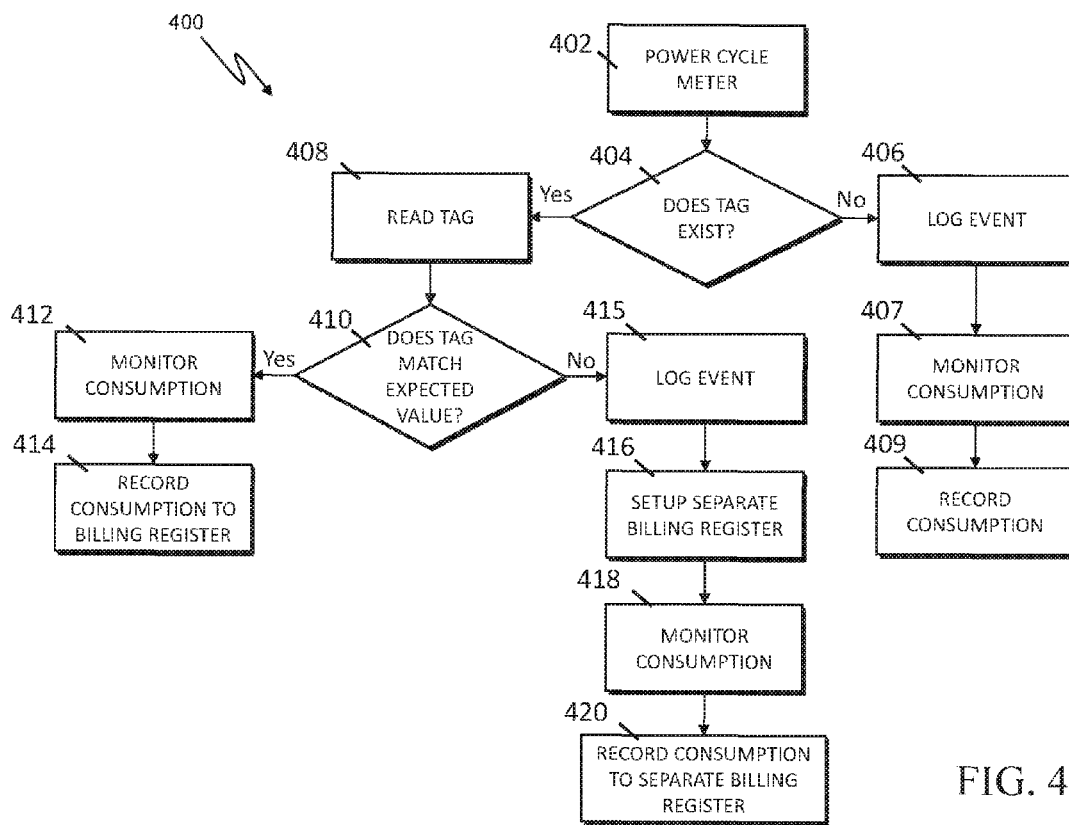 400
402
POWER CYCLE
METER
404
DOES TAG
EXIST?
Yes
No
406
LOG EVENT
408
READ TAG
407
MONITOR
CONSUMPTION
409
RECORD
CONSUMPTION
410
DOES TAG
MATCH
EXPECTED
VALUE?
Yes
No
412
MONITOR
CONSUMPTION
414
RECORD
CONSUMPTION TO
BILLING REGISTER
415
LOG EVENT
416
SETUP SEPARATE
BILLING REGISTER
418
MONITOR
CONSUMPTION
420
RECORD CONSUMPTION
TO SEPARATE BILLING
REGISTER
FIG. 4